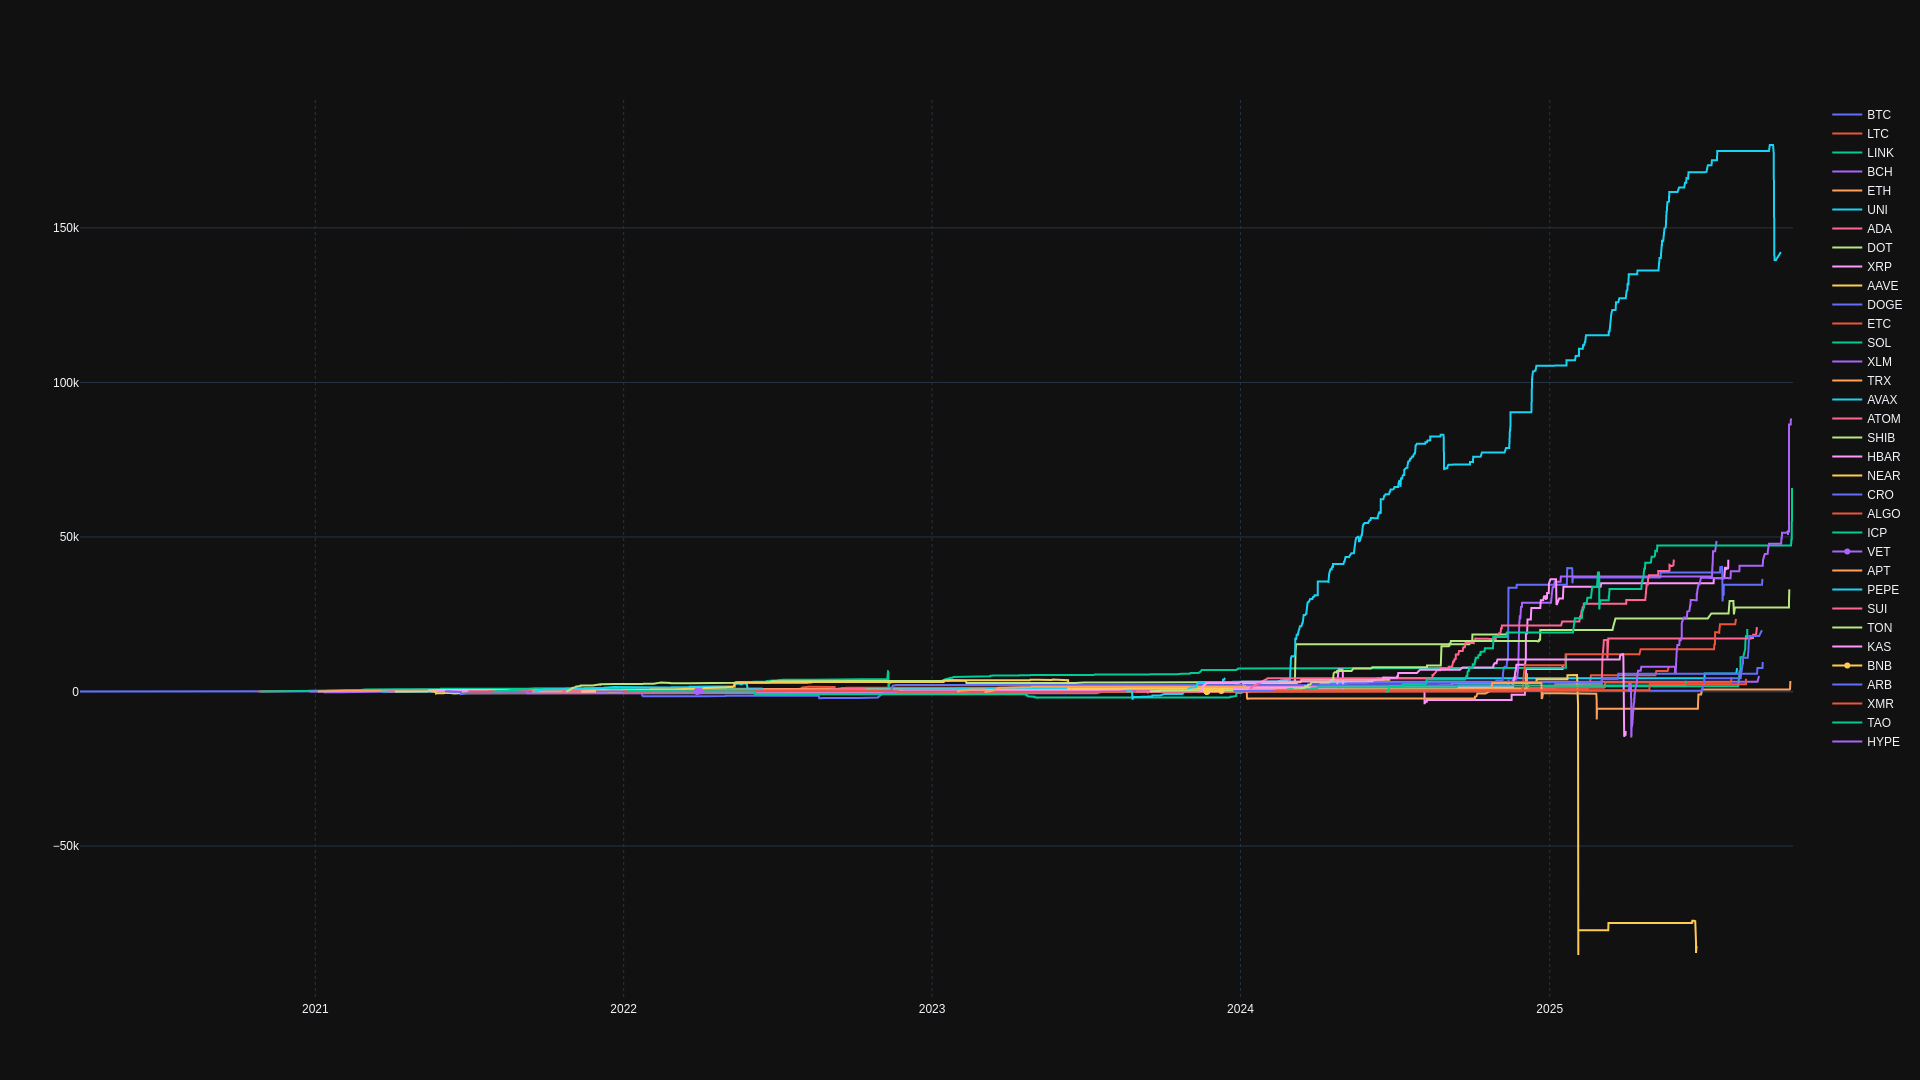 150k
100k
50k
0
−50k
2021
2022
2023
2024
2025
BTC
LTC
LINK
BCH
ETH
UNI
ADA
DOT
XRP
AAVE
DOGE
ETC
SOL
XLM
TRX
AVAX
ATOM
SHIB
HBAR
NEAR
CRO
ALGO
ICP
VET
APT
PEPE
SUI
TON
KAS
BNB
ARB
XMR
TAO
HYPE